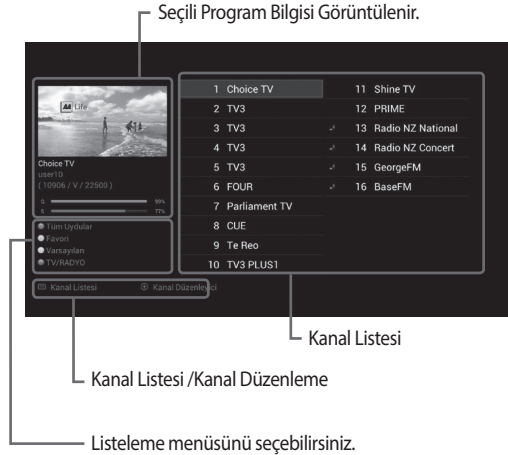 Seçili Program Bilgisi Görüntülenir.
Life
Choice TV
user10
( 10906 / V / 22500 )
Q 99%
S 77%
Tüm Uydular
Favori
Varsayılan
TV/RADYO
Kanal Listesi
Kanal Düzenleyici
1 Choice TV
2 TV3
3 TV3
4 TV3
5 TV3
6 FOUR
7 Parliament TV
8 CUE
9 Te Reo
10 TV3 PLUS1
11 Shine TV
12 PRIME
13 Radio NZ National
14 Radio NZ Concert
15 GeorgeFM
16 BaseFM
Kanal Listesi
Kanal Listesi /Kanal Düzenleme
Listeleme menüsünü seçebilirsiniz.